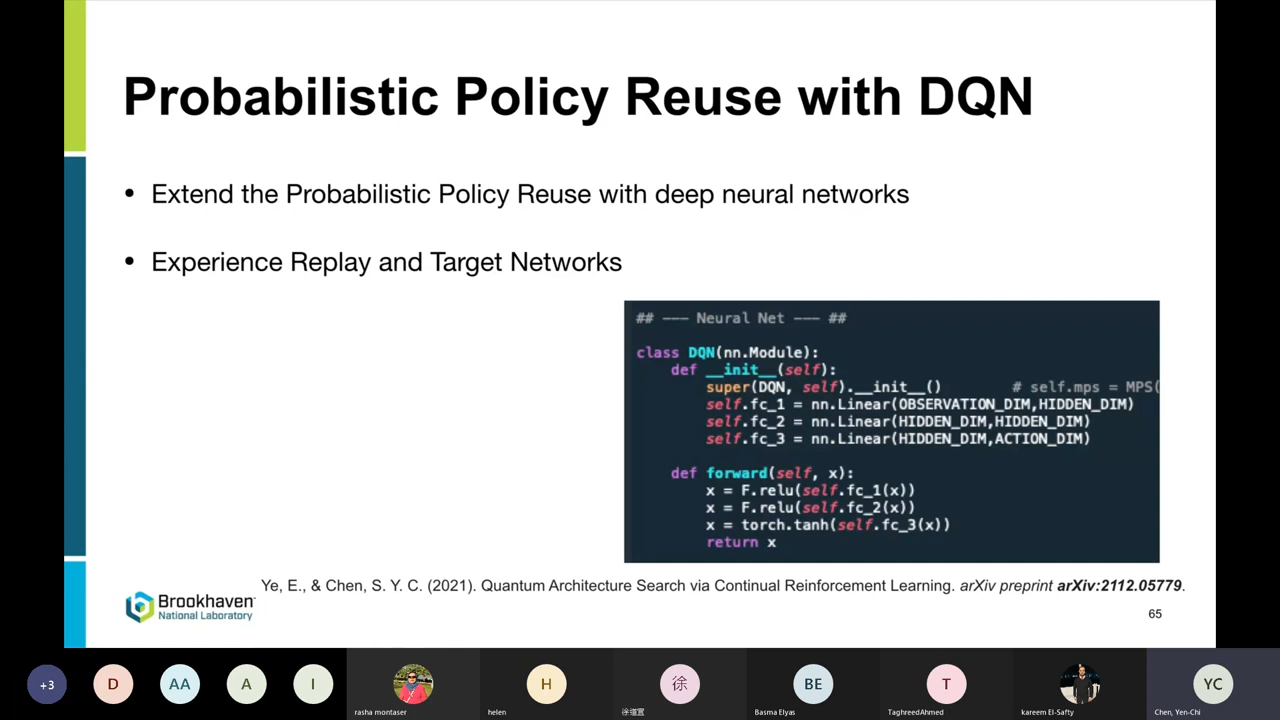 Probabilistic Policy Reuse with DQN
• Extend the Probabilistic Policy Reuse with deep neural networks
• Experience Replay and Target Networks
## --- Neural Net --- ##
class DQN(nn.Module):
def __init__(self):
super(DQN, self).__init__() # self.mps = MPS(
self.fc_1 = nn.Linear(OBSERVATION_DIM,HIDDEN_DIM)
self.fc_2 = nn.Linear(HIDDEN_DIM,HIDDEN_DIM)
self.fc_3 = nn.Linear(HIDDEN_DIM,ACTION_DIM)
def forward(self, x):
x = F.relu(self.fc_1(x))
x = F.relu(self.fc_2(x))
x = torch.tanh(self.fc_3(x))
return x
Ye, E., & Chen, S. Y. C. (2021). Quantum Architecture Search via Continual Reinforcement Learning. arXiv preprint arXiv:2112.05779.
Brookhaven
National Laboratory
65
+3
D
AA
A
I
H
徐
BE
T
YC
rasha montaser
helen
徐堉宣
Basma Elyas
TaghreedAhmed
kareem El-Safty
Chen, Yen-Chi